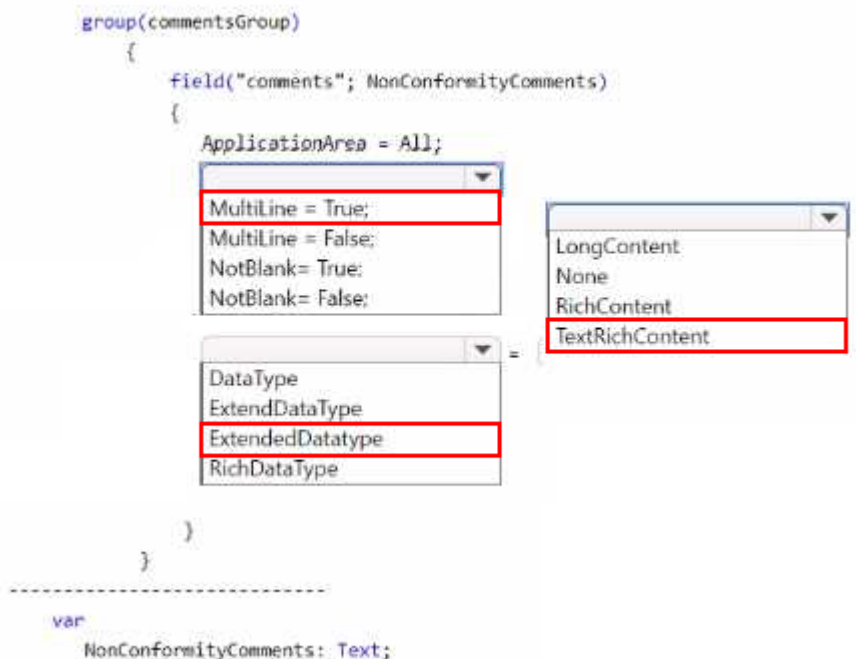 group(commentsGroup)
{
field("comments"; NonConformityComments)
{
ApplicationArea = All;
MultiLine = True;
MultiLine = False;
NotBlank= True;
NotBlank= False;
LongContent
None
RichContent
TextRichContent
=
DataType
ExtendDataType
ExtendedDatatype
RichDataType
}
}
-----------------------------
var
NonConformityComments: Text;